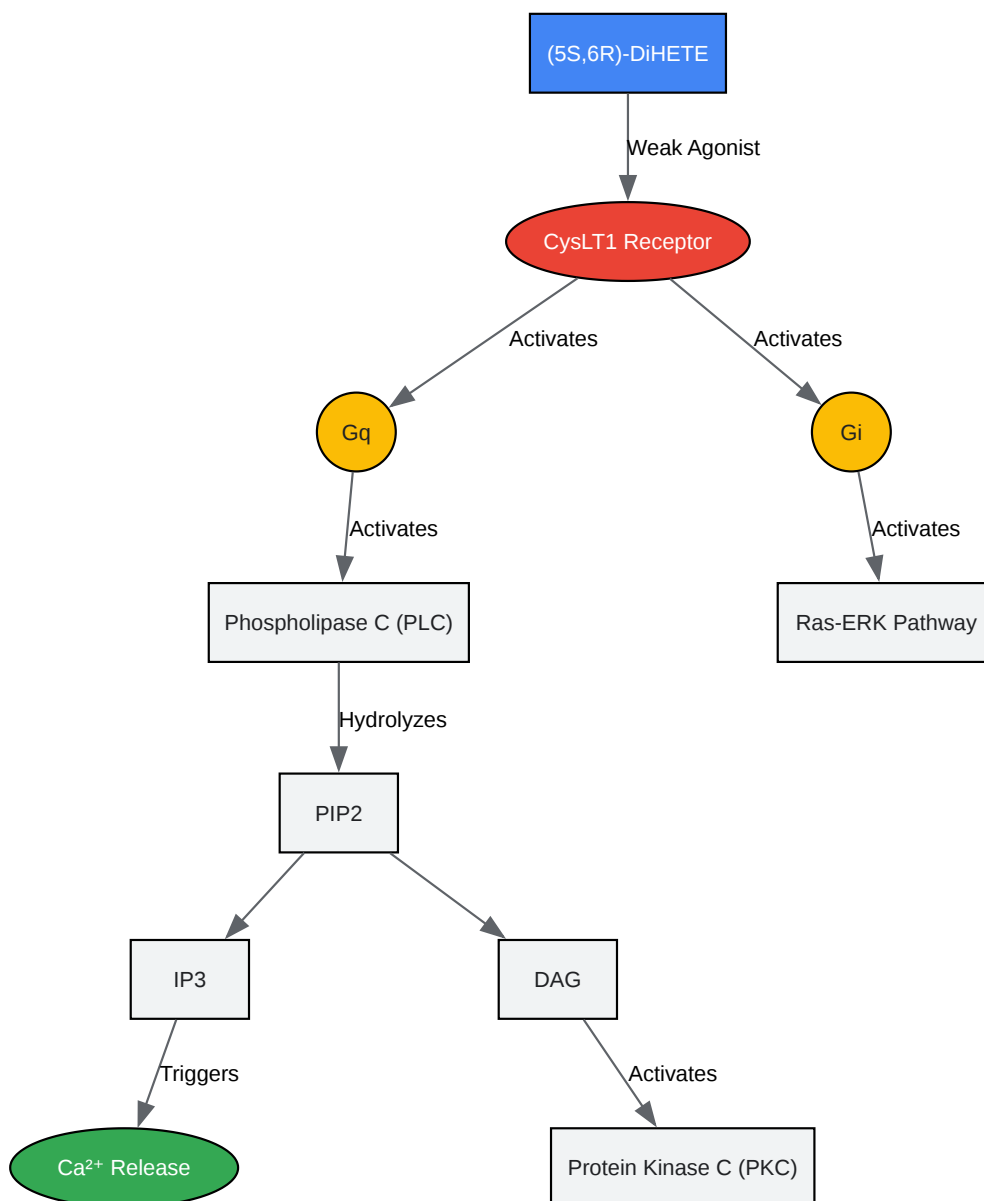 (5S,6R)-DiHETE
Weak Agonist
CysLT1 Receptor
Activates
Activates
Gq
Gi
Activates
Activates
Phospholipase C (PLC)
Ras-ERK Pathway
Hydrolyzes
PIP2
IP3
DAG
Triggers
Activates
Ca²⁺ Release
Protein Kinase C (PKC)